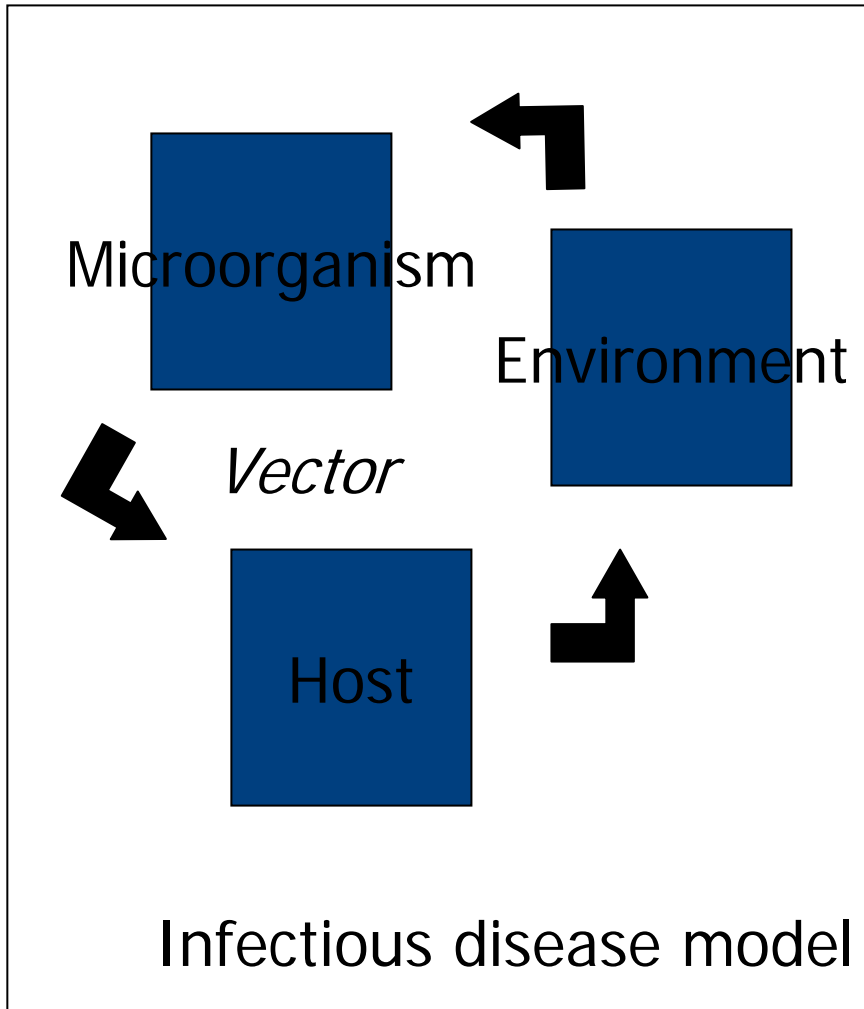 Microorganism
Environment
Vector
Host
Infectious disease model